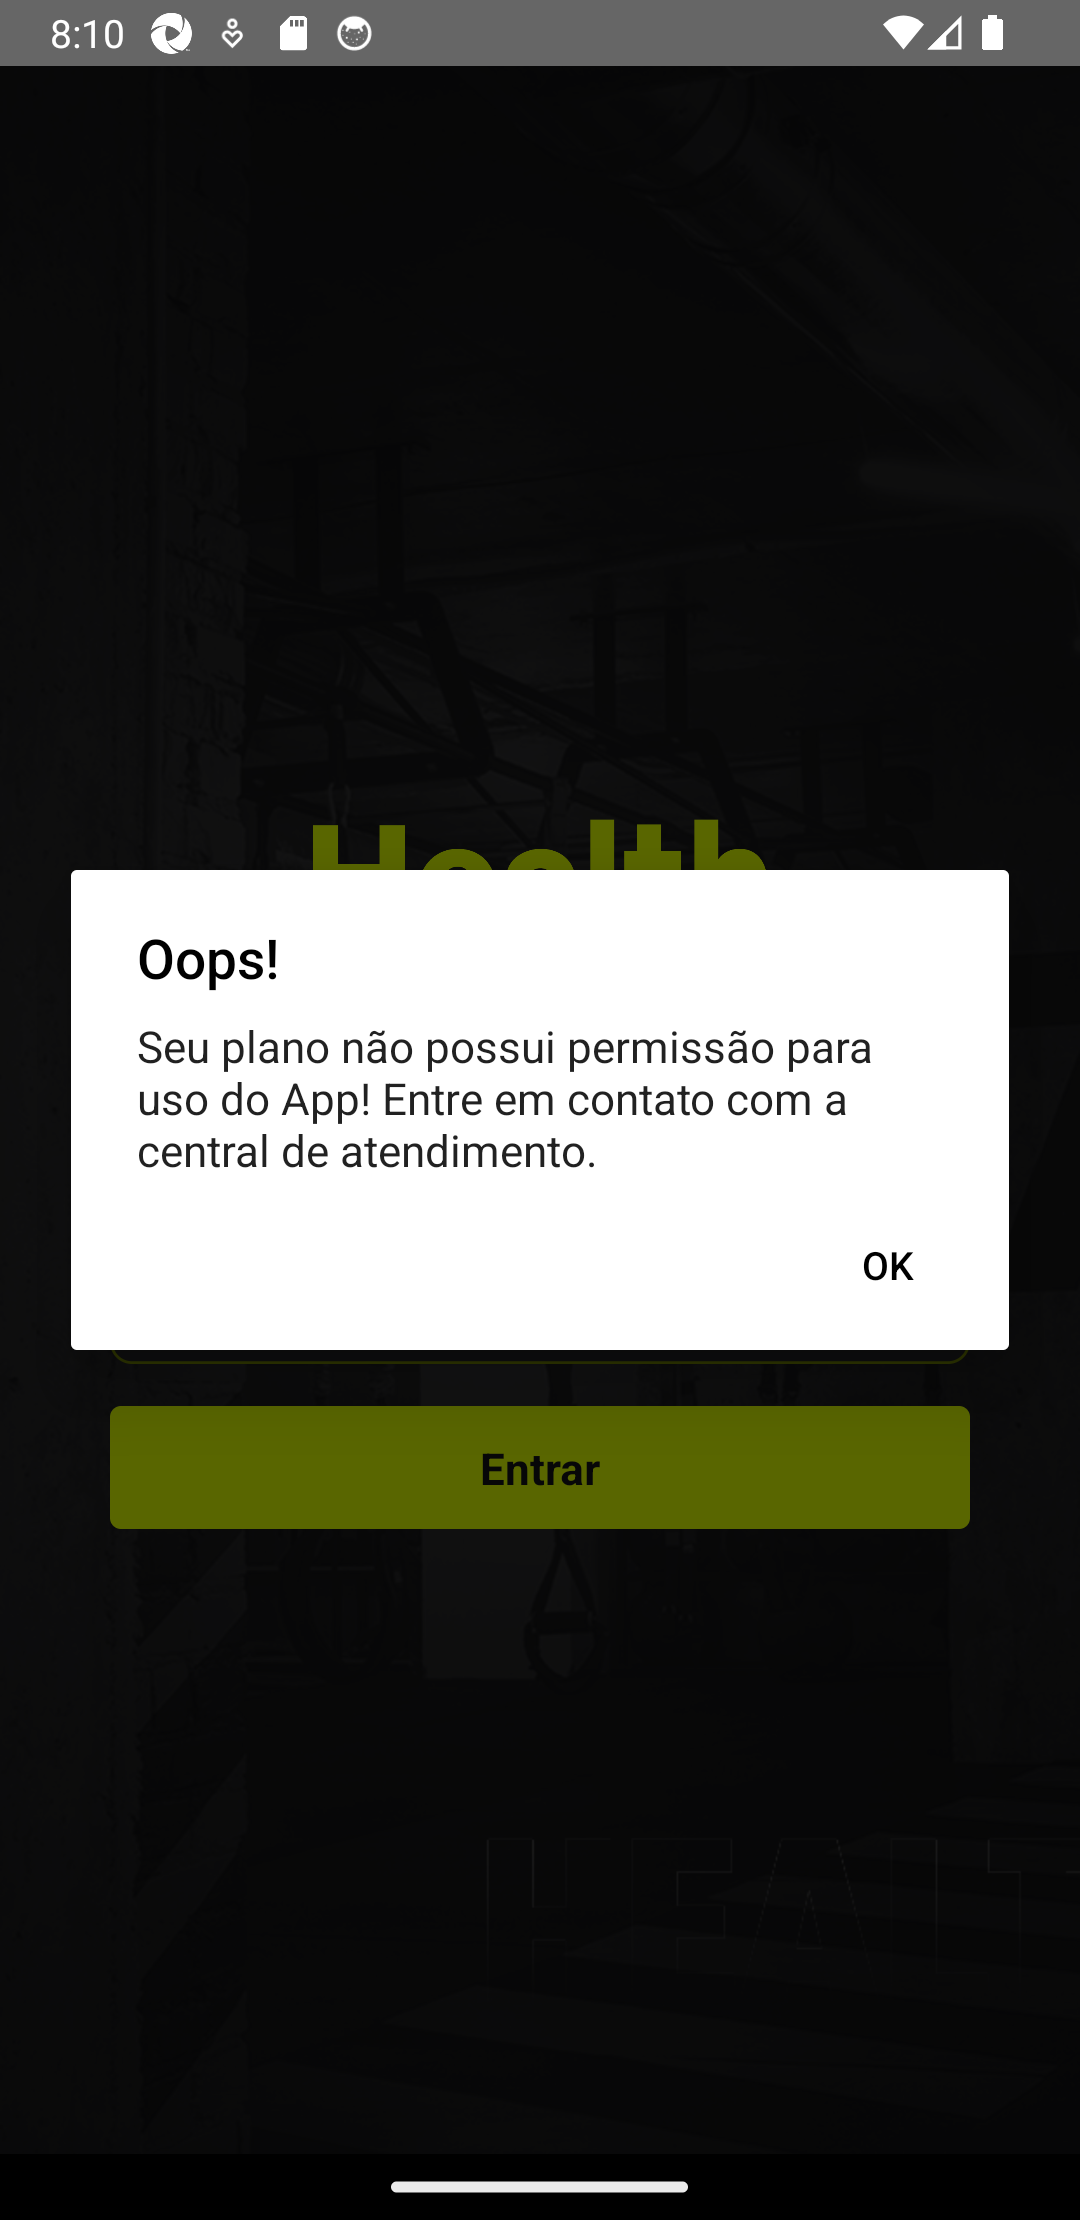 8:10
Health
Oops!
Seu plano não possui permissão para
uso do App! Entre em contato com a
central de atendimento.
OK
Entrar
HEALT